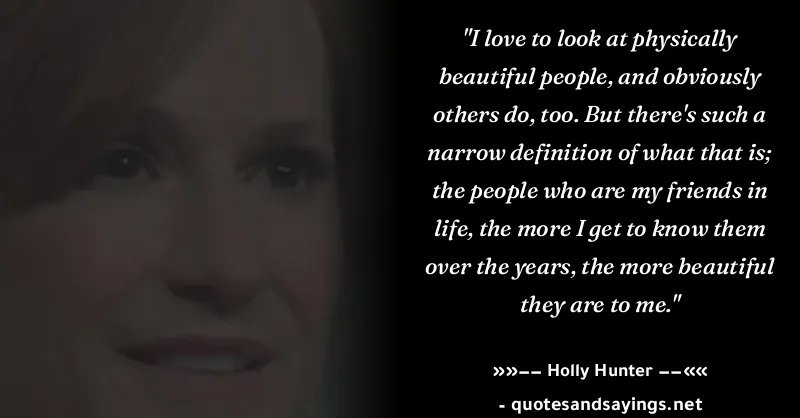 "I love to look at physically
beautiful people, and obviously
others do, too. But there's such a
narrow definition of what that is;
the people who are my friends in
life, the more I get to know them
over the years, the more beautiful
they are to me."
»»−− Holly Hunter −−««
- quotesandsayings.net